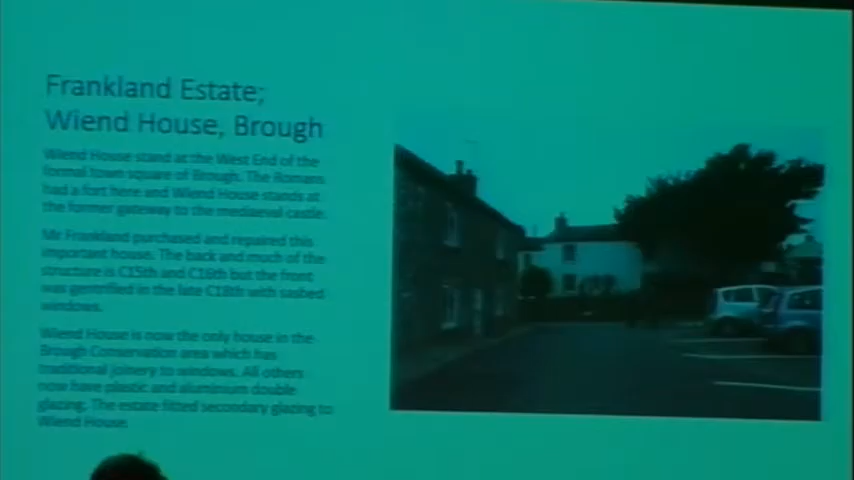 Frankland Estate;
Wiend House, Brough
Wiend House stand at the West End of the
formal town square of Brough. The Romans
had a fort here and Wiend House stands at
the former gateway to the mediaeval castle.
Mr Frankland purchased and repaired this
important house. The back and much of the
structure is C15th and C16th but the front
was gentrified in the late C18th with sashed
windows.
Wiend House is now the only house in the
Brough Conservation area which has
traditional joinery to windows. All others
now have plastic and aluminium double
glazing. The estate fitted secondary glazing to
Wiend House.